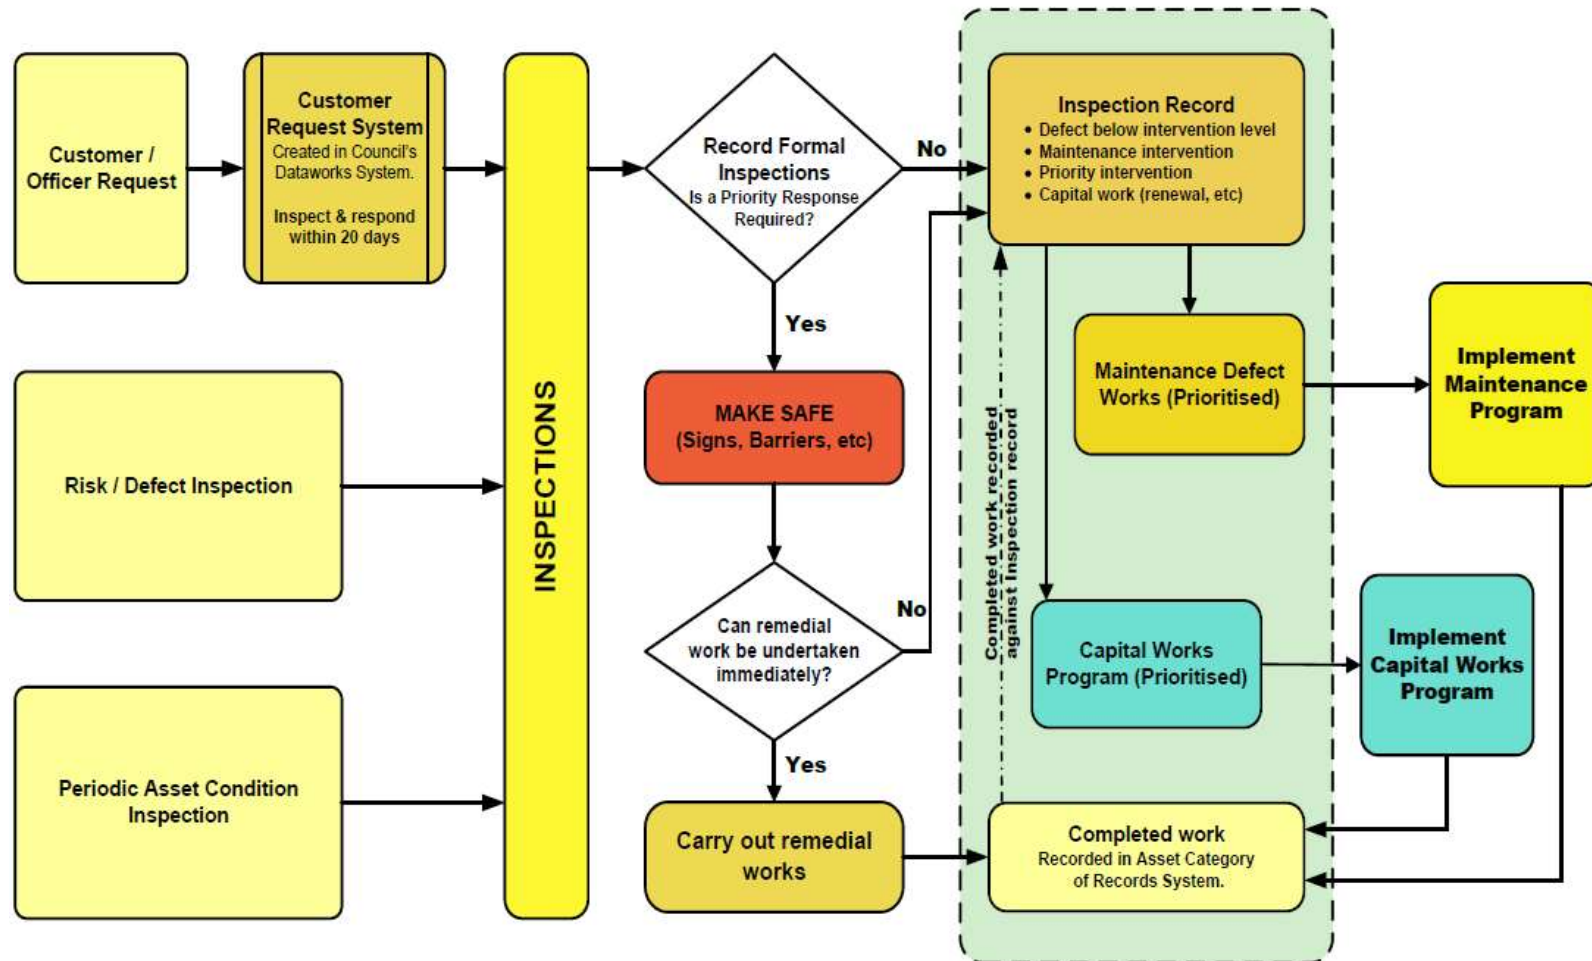 Customer /
Officer Request
Customer
Request System
Created in Council's
Dataworks System.
Inspect & respond
within 20 days
Risk / Defect Inspection
Periodic Asset Condition
Inspection
INSPECTIONS
Record Formal
Inspections
Is a Priority Response
Required?
No
Yes
MAKE SAFE
(Signs, Barriers, etc)
Can remedial
work be undertaken
immediately?
No
Yes
Carry out remedial
works
Inspection Record
• Defect below intervention level
• Maintenance intervention
• Priority intervention
• Capital work (renewal, etc)
Maintenance Defect
Works (Prioritised)
Completed work recorded
against Inspection record
Capital Works
Program (Prioritised)
Completed work
Recorded in Asset Category
of Records System.
Implement
Maintenance
Program
Implement
Capital Works
Program